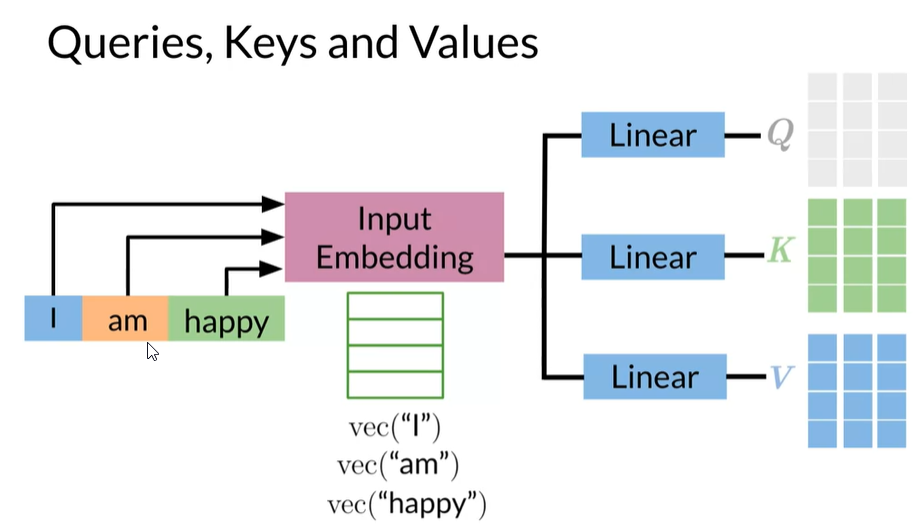 Queries, Keys and Values
Linear
Q
Input
Embedding
Linear
K
I
am
happy
Linear
V
vec(“I”)
vec(“am”)
vec(“happy”)